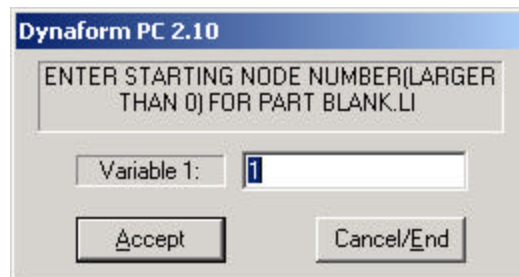 Dynaform PC 2.10
ENTER STARTING NODE NUMBER(LARGER
THAN 0) FOR PART BLANK.LI
Variable 1:
1
Accept
Cancel/End